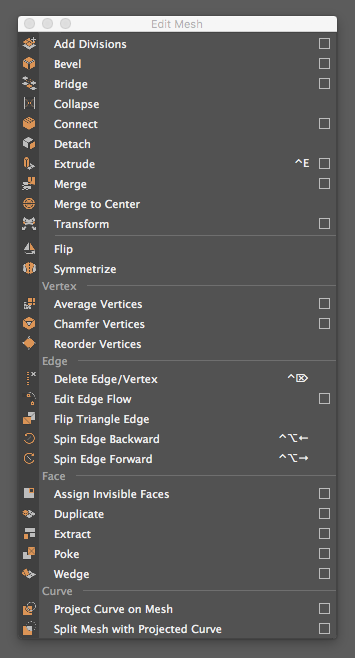 Edit Mesh
Add Divisions
Bevel
Bridge
Collapse
Connect
Detach
Extrude ^E
Merge
Merge to Center
Transform
Flip
Symmetrize
Vertex
Average Vertices
Chamfer Vertices
Reorder Vertices
Edge
Delete Edge/Vertex ^⌦
Edit Edge Flow
Flip Triangle Edge
Spin Edge Backward ^⌥←
Spin Edge Forward ^⌥→
Face
Assign Invisible Faces
Duplicate
Extract
Poke
Wedge
Curve
Project Curve on Mesh
Split Mesh with Projected Curve